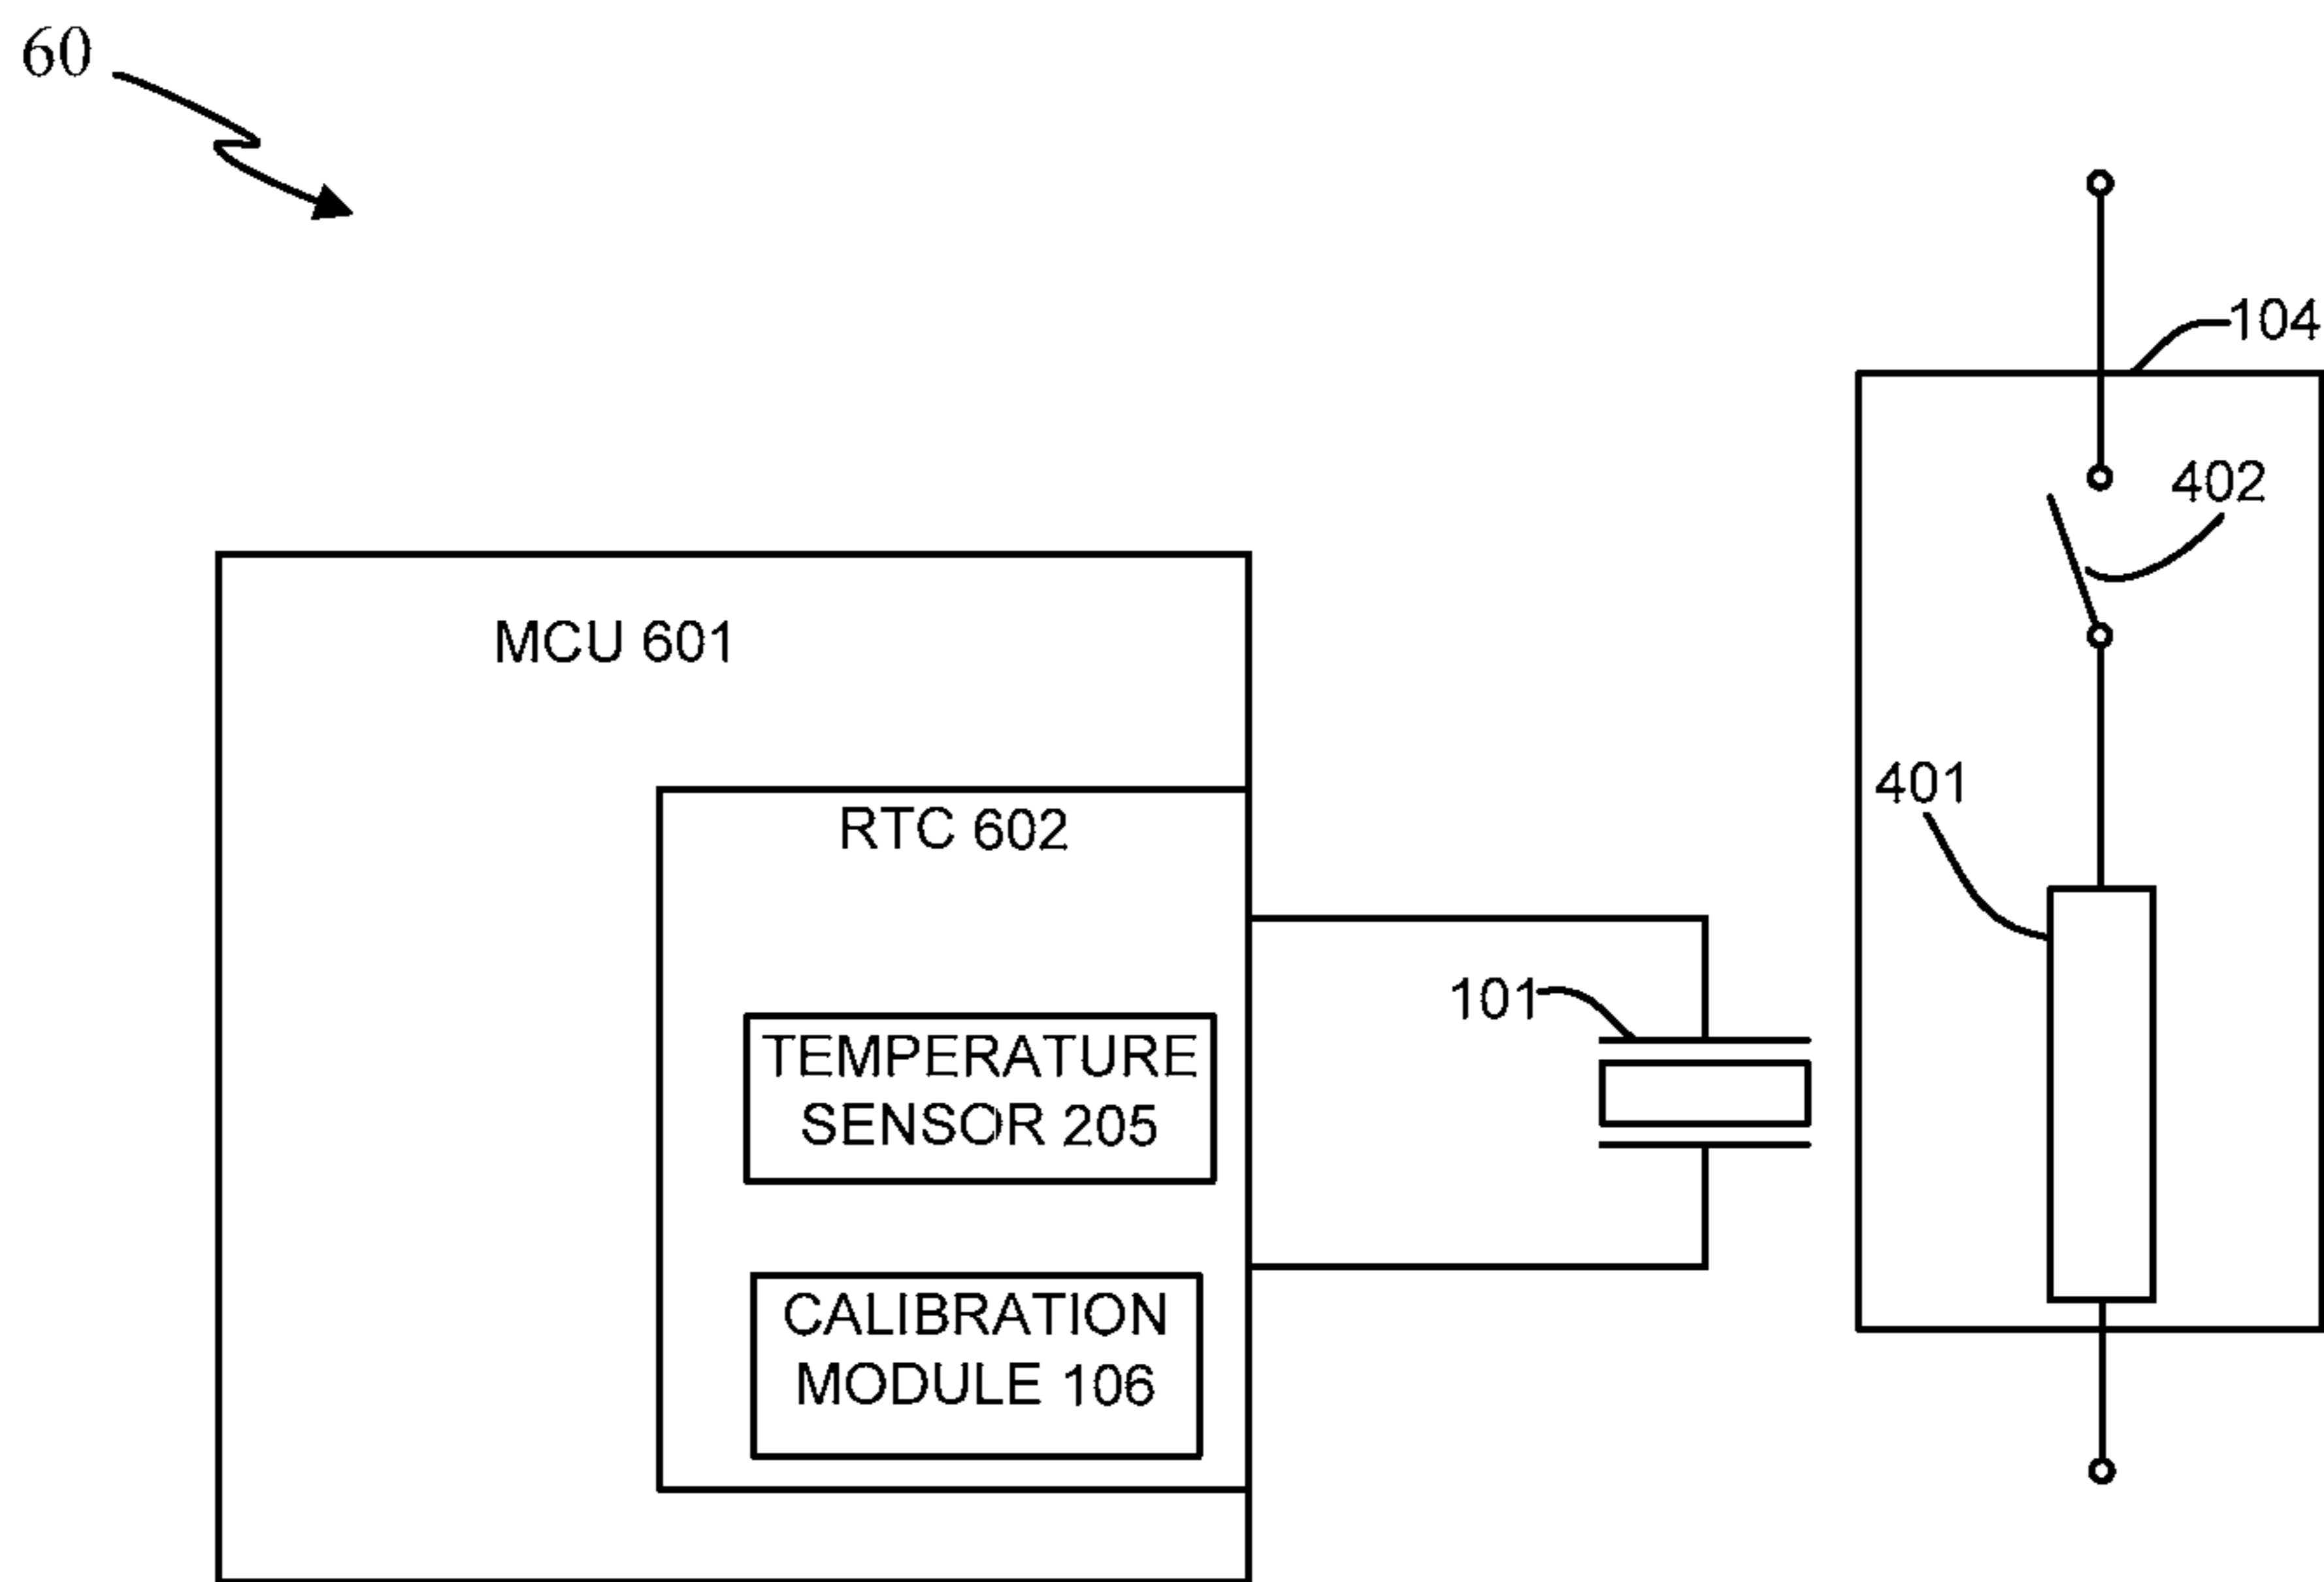 60
104
402
MCU 601
401
RTC 602
101
TEMPERATURE
SENSOR 205
CALIBRATION
MODULE 106